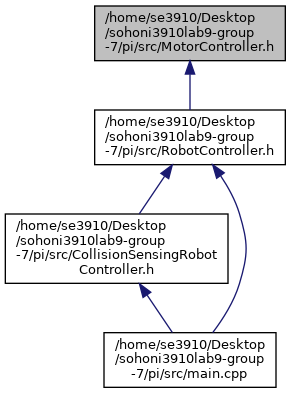 /home/se3910/Desktop
/sohoni3910lab9-group
-7/pi/src/MotorController.h
/home/se3910/Desktop
/sohoni3910lab9-group
-7/pi/src/RobotController.h
/home/se3910/Desktop
/sohoni3910lab9-group
-7/pi/src/CollisionSensingRobot
Controller.h
/home/se3910/Desktop
/sohoni3910lab9-group
-7/pi/src/main.cpp